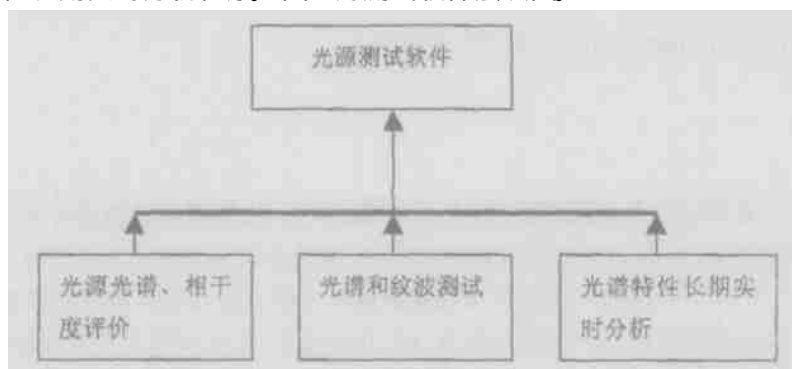 光源测试软件
光源光谱、相干
度评价
光谱和纹波测试
光谱特性长期实
时分析